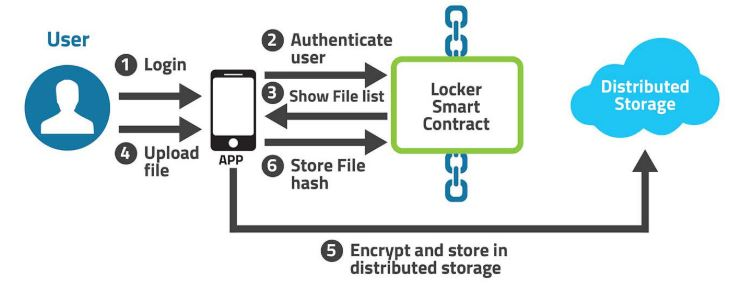 User
1 Login
4 Upload
file
APP
2 Authenticate
user
3 Show File list
6 Store File
hash
Locker
Smart
Contract
Distributed
Storage
5 Encrypt and store in
distributed storage